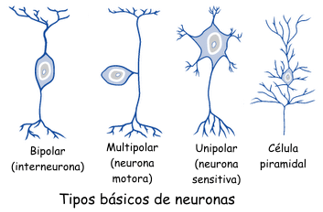 Bipolar
(interneurona)
Multipolar
(neurona
motora)
Unipolar
(neurona
sensitiva)
Célula
piramidal
Tipos básicos de neuronas